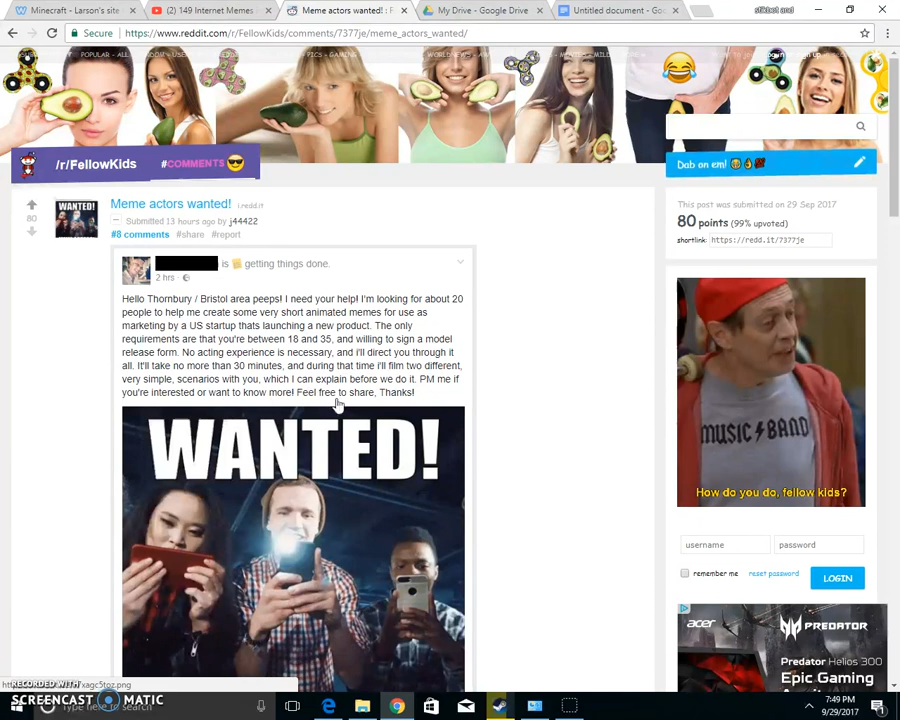 Minecraft - Larson's site
(2) 149 Internet Memes
Meme actors wanted! : F
My Drive - Google Drive
Untitled document - Goo
Secure
https://www.reddit.com/r/FellowKids/comments/7377je/meme_actors_wanted/
/r/FellowKids
#COMMENTS
Dab on em!
80
WANTED!
Meme actors wanted! i.redd.it
Submitted 13 hours ago by j44422
#8 comments #share #report
This post was submitted on 29 Sep 2017
80 points (99% upvoted)
shortlink: https://redd.it/7377je
is getting things done.
2 hrs
Hello Thornbury / Bristol area peeps! I need your help! I'm looking for about 20
people to help me create some very short animated memes for use as
marketing by a US startup thats launching a new product. The only
requirements are that you're between 18 and 35, and willing to sign a model
release form. No acting experience is necessary, and i'll direct you through it
all. It'll take no more than 30 minutes, and during that time i'll film two different,
very simple, scenarios with you, which I can explain before we do it. PM me if
you're interested or want to know more! Feel free to share, Thanks!
WANTED!
MUSIC BAND
How do you do, fellow kids?
username
password
remember me
reset password
LOGIN
acer
PREDATOR
Predator Helios 300
Epic Gaming
RECORDED WITH
SCREENCAST MATIC
Type here to search
7:49 PM
9/29/2017